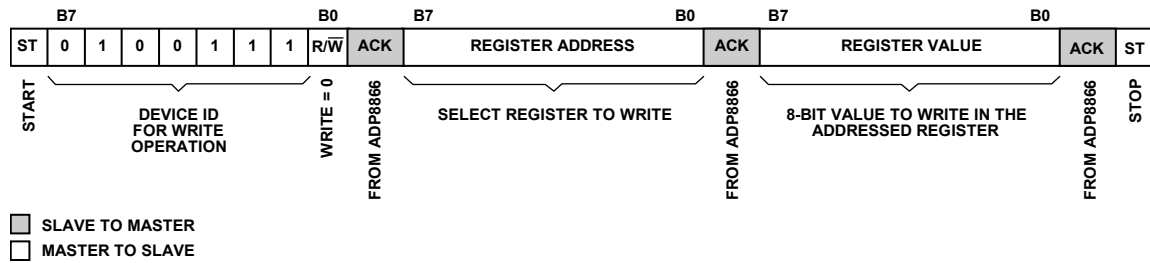 B7 B0 B7 B0 B7 B0
ST 0 1 0 0 1 1 1 R/W̅ ACK REGISTER ADDRESS ACK REGISTER VALUE ACK ST
START
DEVICE ID
FOR WRITE
OPERATION
WRITE = 0
FROM ADP8866
SELECT REGISTER TO WRITE
FROM ADP8866
8-BIT VALUE TO WRITE IN THE
ADDRESSED REGISTER
FROM ADP8866
STOP
SLAVE TO MASTER
MASTER TO SLAVE